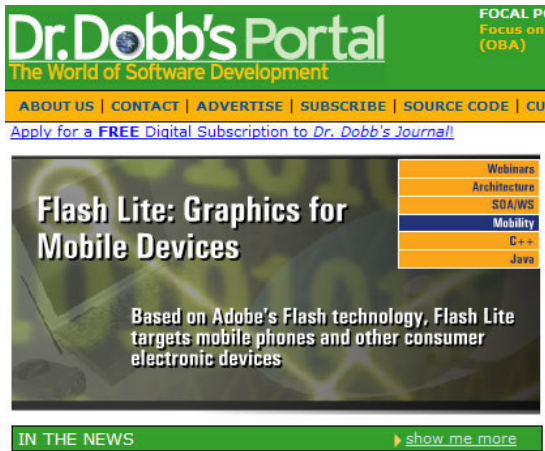 Dr. Dobb's Portal
The World of Software Development
FOCAL P
Focus on
(OBA)
ABOUT US | CONTACT | ADVERTISE | SUBSCRIBE | SOURCE CODE | CU
Apply for a FREE Digital Subscription to Dr. Dobb's Journal!
Webinars
Architecture
SOA/WS
Mobility
C++
Java
Flash Lite: Graphics for
Mobile Devices
Based on Adobe's Flash technology, Flash Lite
targets mobile phones and other consumer
electronic devices
IN THE NEWS
show me more